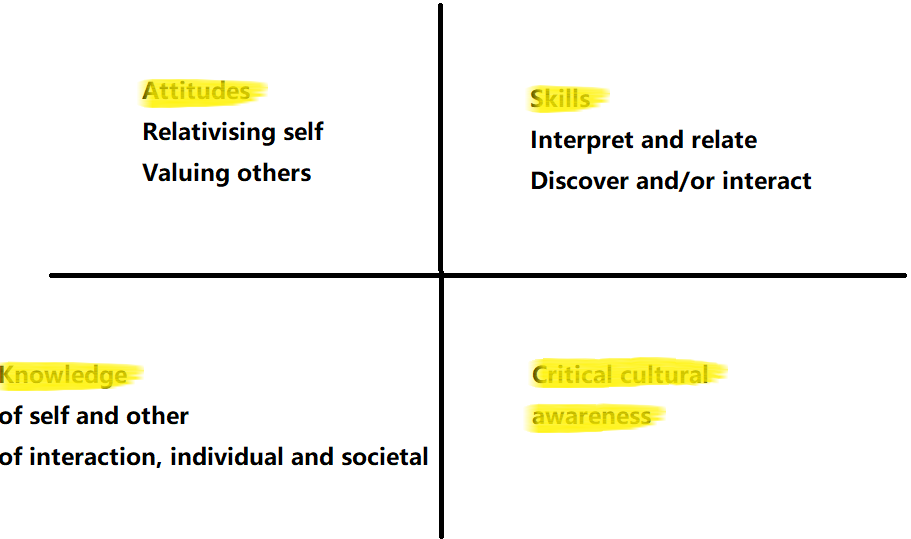 Attitudes
Relativising self
Valuing others
Skills
Interpret and relate
Discover and/or interact
Knowledge
of self and other
of interaction, individual and societal
Critical cultural
awareness